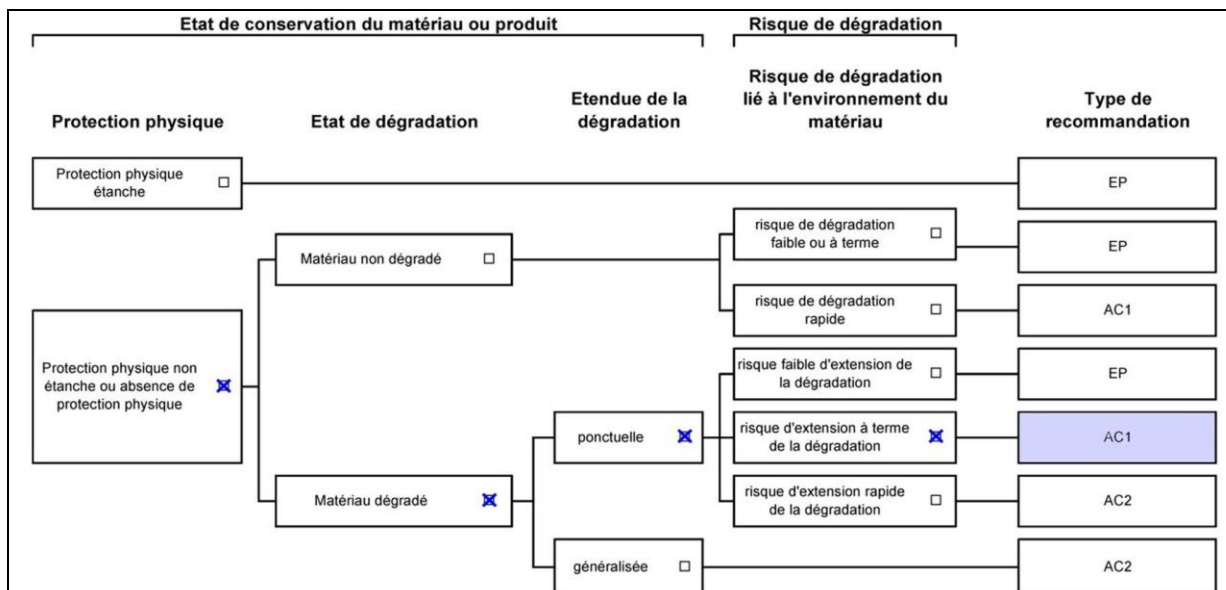 Etat de conservation du matériau ou produit
Risque de dégradation
Protection physique
Etat de dégradation
Etendue de la
dégradation
Risque de dégradation
lié à l'environnement du
matériau
Type de
recommandation
Protection physique
étanche
EP
Matériau non dégradé
risque de dégradation
faible ou à terme
EP
risque de dégradation
rapide
AC1
Protection physique non
étanche ou absence de
protection physique
risque faible d'extension de
la dégradation
EP
ponctuelle
risque d'extension à terme
de la dégradation
AC1
Matériau dégradé
risque d'extension rapide
de la dégradation
AC2
généralisée
AC2